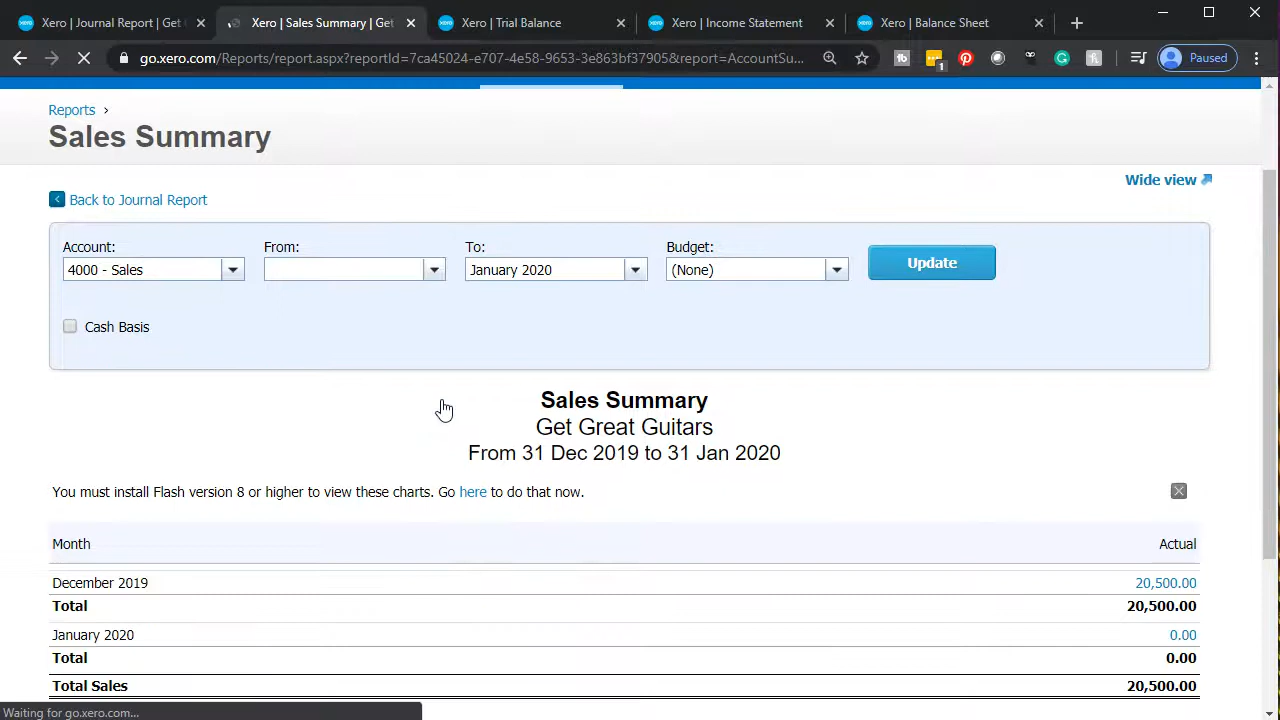 Xero | Journal Report | Get
Xero | Sales Summary | Get
Xero | Trial Balance
Xero | Income Statement
Xero | Balance Sheet
go.xero.com/Reports/report.aspx?reportId=7ca45024-e707-4e58-9653-3e863bf37905&report=AccountSu...
1
Paused
Reports ›
Sales Summary
Wide view
Back to Journal Report
Account: From: To: Budget:
4000 - Sales January 2020 (None) Update
Cash Basis
Sales Summary
Get Great Guitars
From 31 Dec 2019 to 31 Jan 2020
You must install Flash version 8 or higher to view these charts. Go here to do that now.
Month Actual
December 2019 20,500.00
Total 20,500.00
January 2020 0.00
Total 0.00
Total Sales 20,500.00
Waiting for go.xero.com...